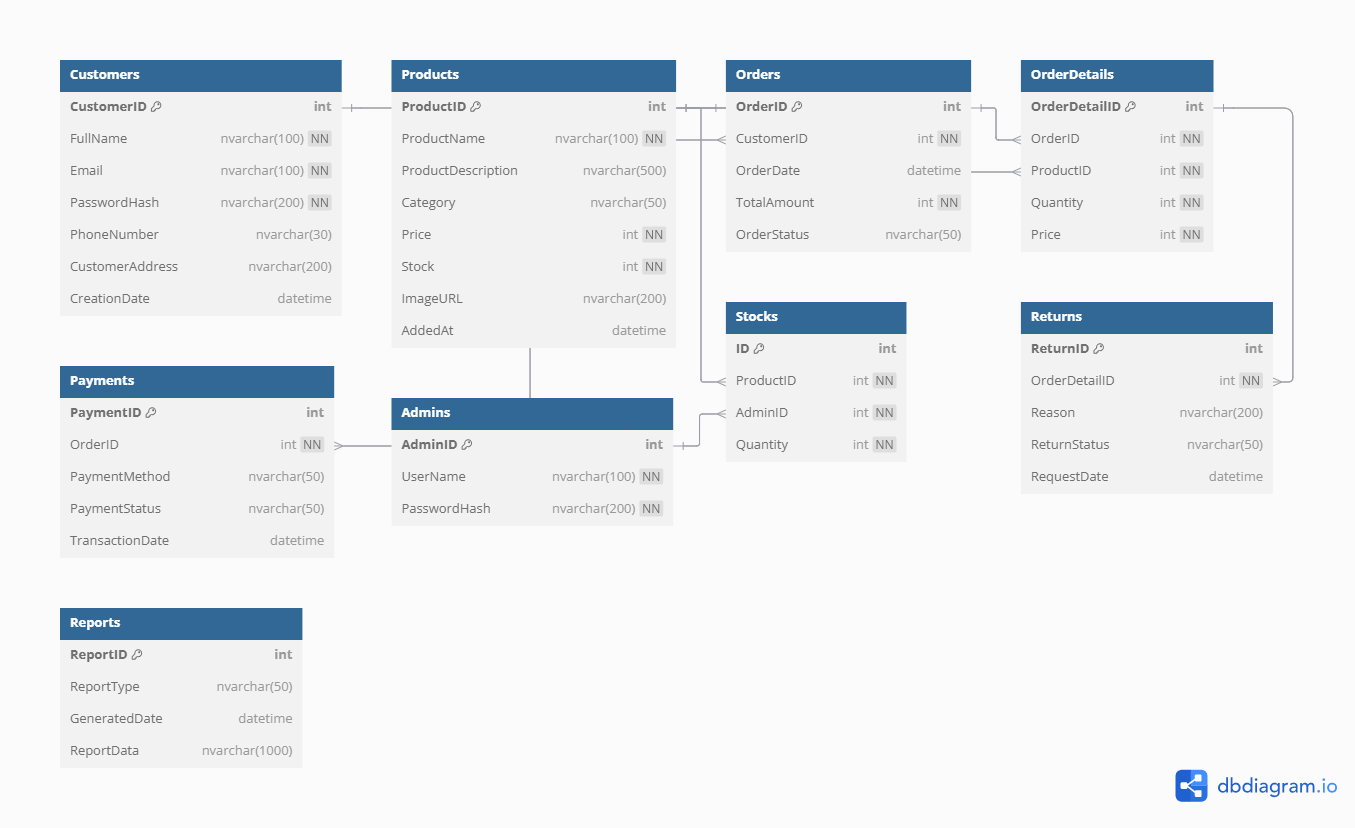 Customers
CustomerID int
FullName nvarchar(100) NN
Email nvarchar(100) NN
PasswordHash nvarchar(200) NN
PhoneNumber nvarchar(30)
CustomerAddress nvarchar(200)
CreationDate datetime
Products
ProductID int
ProductName nvarchar(100) NN
ProductDescription nvarchar(500)
Category nvarchar(50)
Price int NN
Stock int NN
ImageURL nvarchar(200)
AddedAt datetime
Orders
OrderID int
CustomerID int NN
OrderDate datetime
TotalAmount int NN
OrderStatus nvarchar(50)
OrderDetails
OrderDetailID int
OrderID int NN
ProductID int NN
Quantity int NN
Price int NN
Stocks
ID int
ProductID int NN
AdminID int NN
Quantity int NN
Returns
ReturnID int
OrderDetailID int NN
Reason nvarchar(200)
ReturnStatus nvarchar(50)
RequestDate datetime
Payments
PaymentID int
OrderID int NN
PaymentMethod nvarchar(50)
PaymentStatus nvarchar(50)
TransactionDate datetime
Admins
AdminID int
UserName nvarchar(100) NN
PasswordHash nvarchar(200) NN
Reports
ReportID int
ReportType nvarchar(50)
GeneratedDate datetime
ReportData nvarchar(1000)
dbdiagram.io